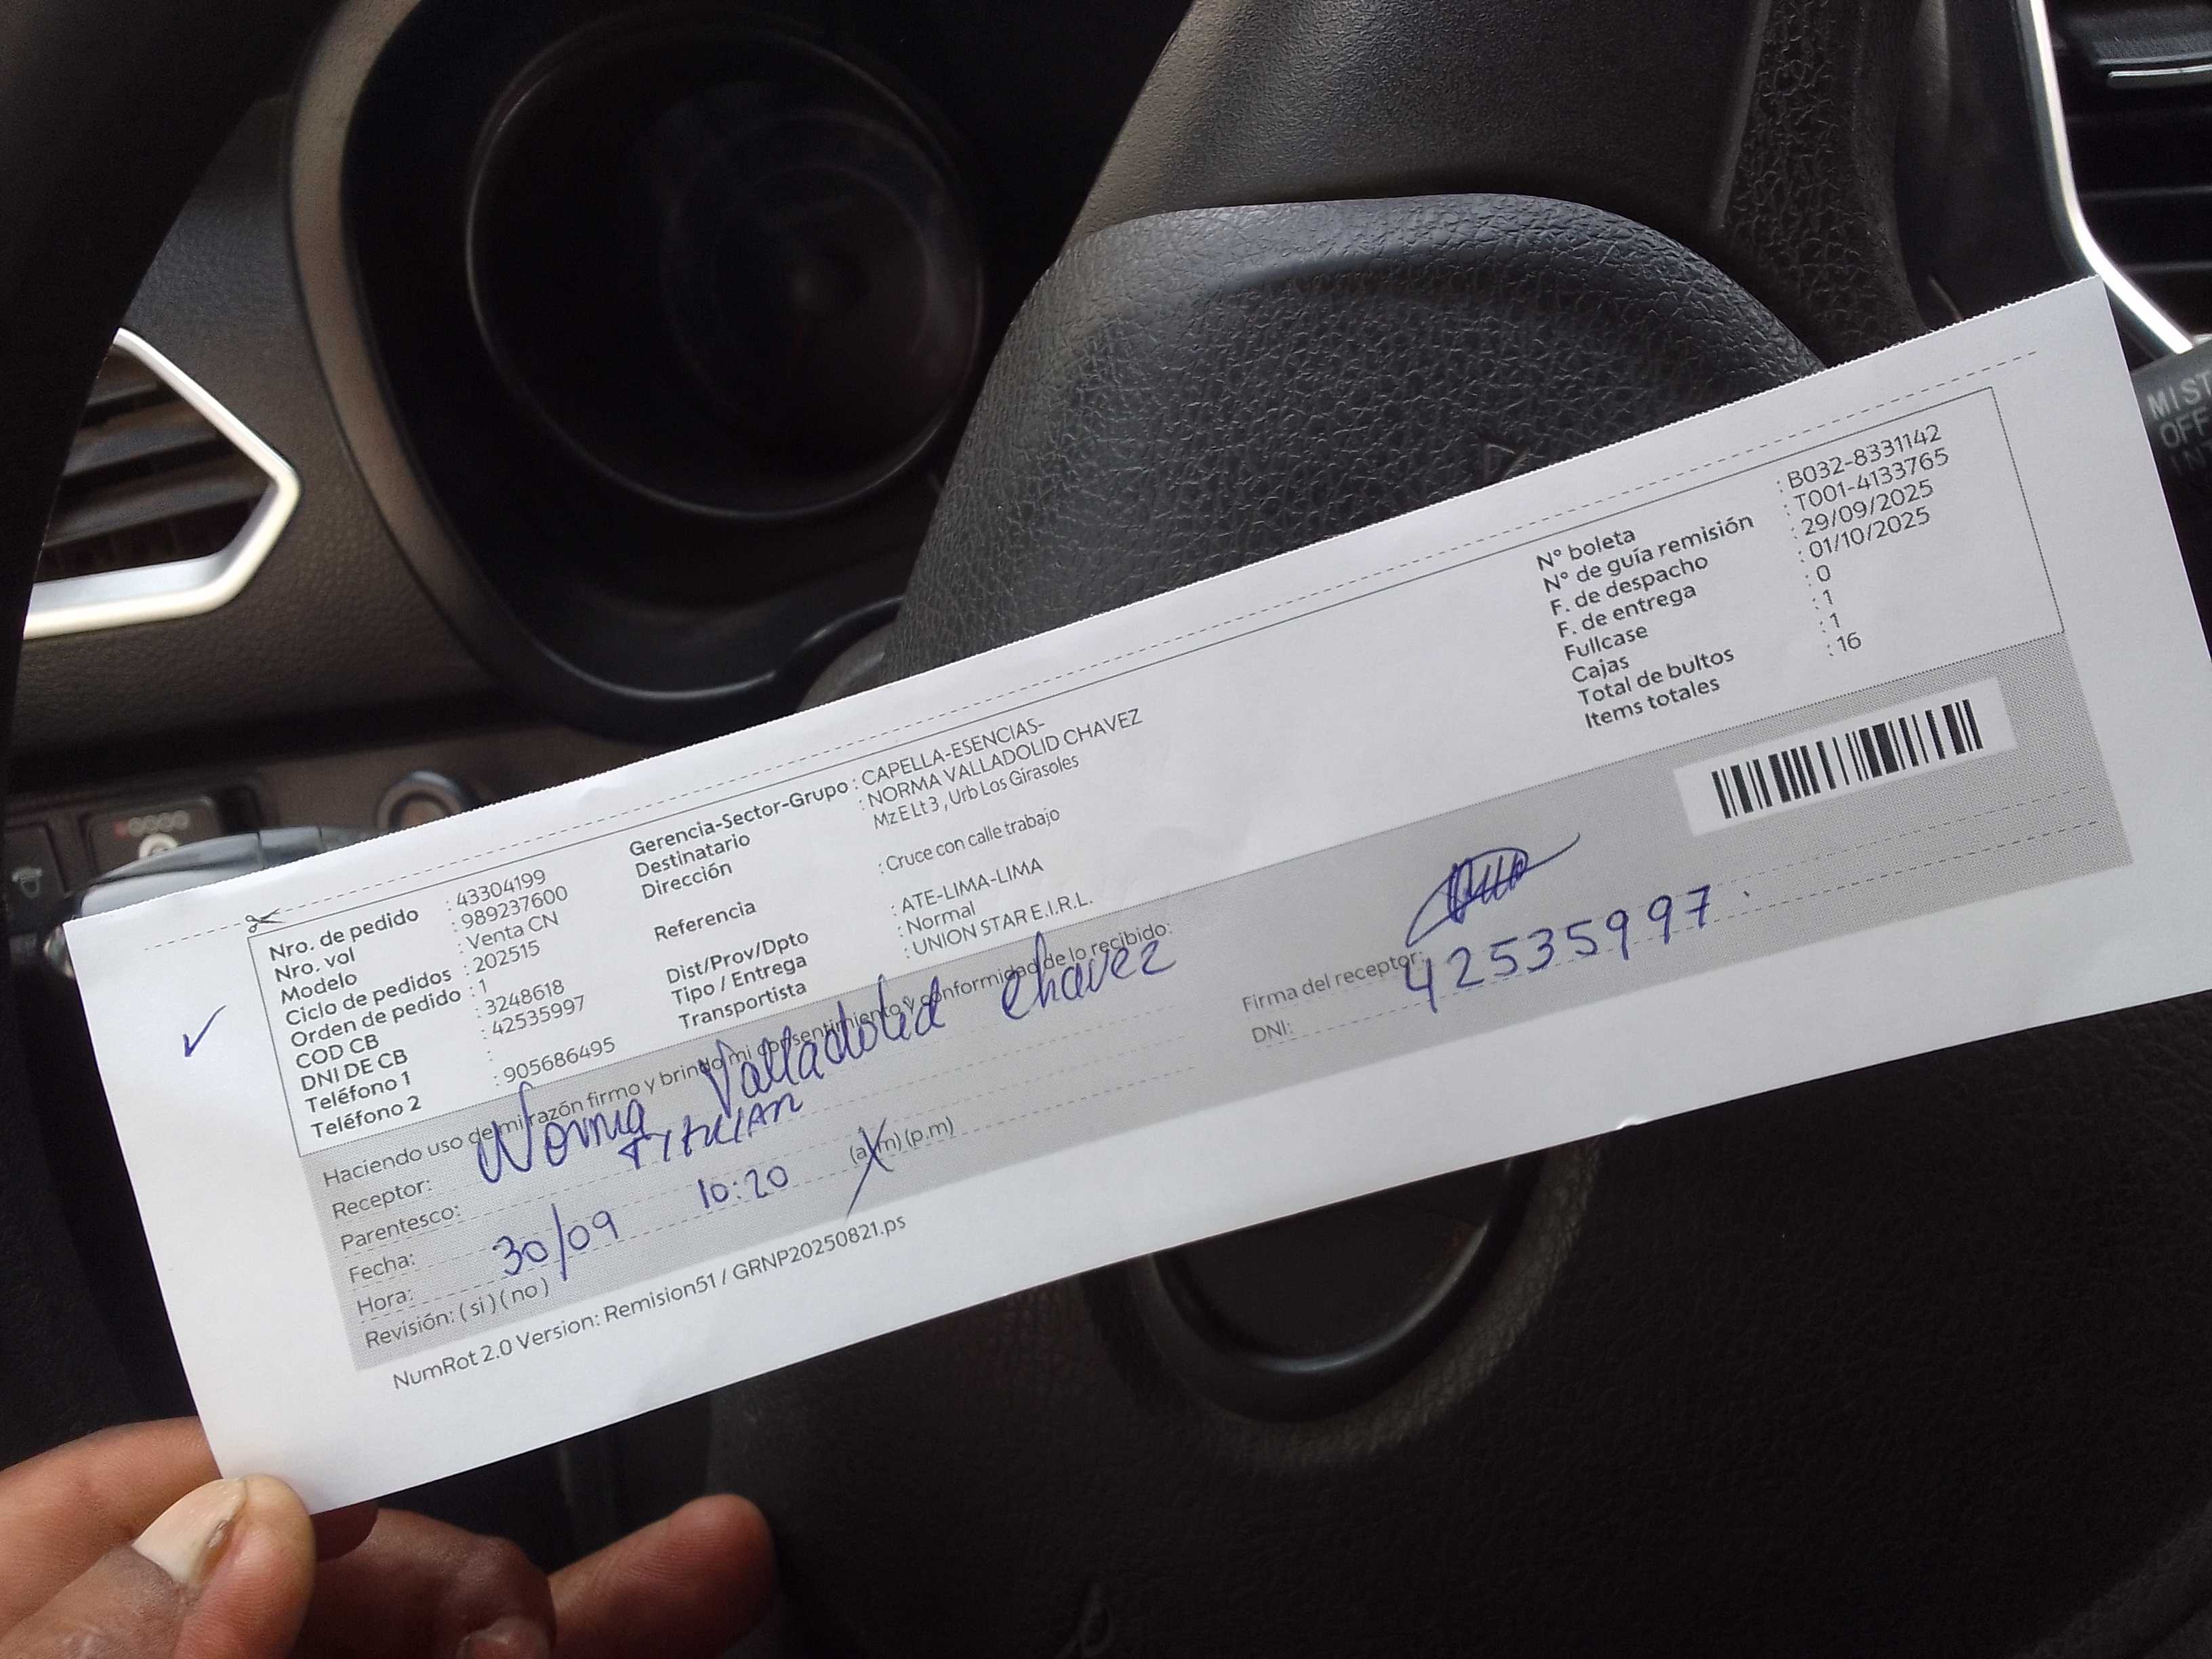 Nro. de pedido : 43304199
Nro. vol : 989237600
Modelo : Venta CN
Ciclo de pedidos : 202515
Orden de pedido : 1
COD CB : 3248618
DNI DE CB : 42535997
Teléfono 1 :
Teléfono 2 : 905686495
Gerencia-Sector-Grupo : CAPELLA-ESENCIAS-
Destinatario : NORMA VALLADOLID CHAVEZ
Dirección Mz E Lt 3 , Urb Los Girasoles
Referencia : Cruce con calle trabajo
Dist/Prov/Dpto : ATE-LIMA-LIMA
Tipo / Entrega : Normal
Transportista : UNION STAR E.I.R.L.
N° boleta : B032-8331142
N° de guía remisión : T001-4133765
F. de despacho : 29/09/2025
F. de entrega : 01/10/2025
Fullcase : 0
Cajas : 1
Total de bultos : 1
Items totales : 16
Haciendo uso de mi razón firmo y brindo mi consentimiento y conformidad de lo recibido:
Receptor: Norma Valladolid Chavez
Parentesco: Titular
Fecha: 30/09
Hora: 10:20 (a.m) (p.m)
Revisión: ( si ) ( no )
Firma del receptor:
DNI: 42535997
NumRot 2.0 Version: Remision51 / GRNP20250821.ps
MIST
OFF
INT